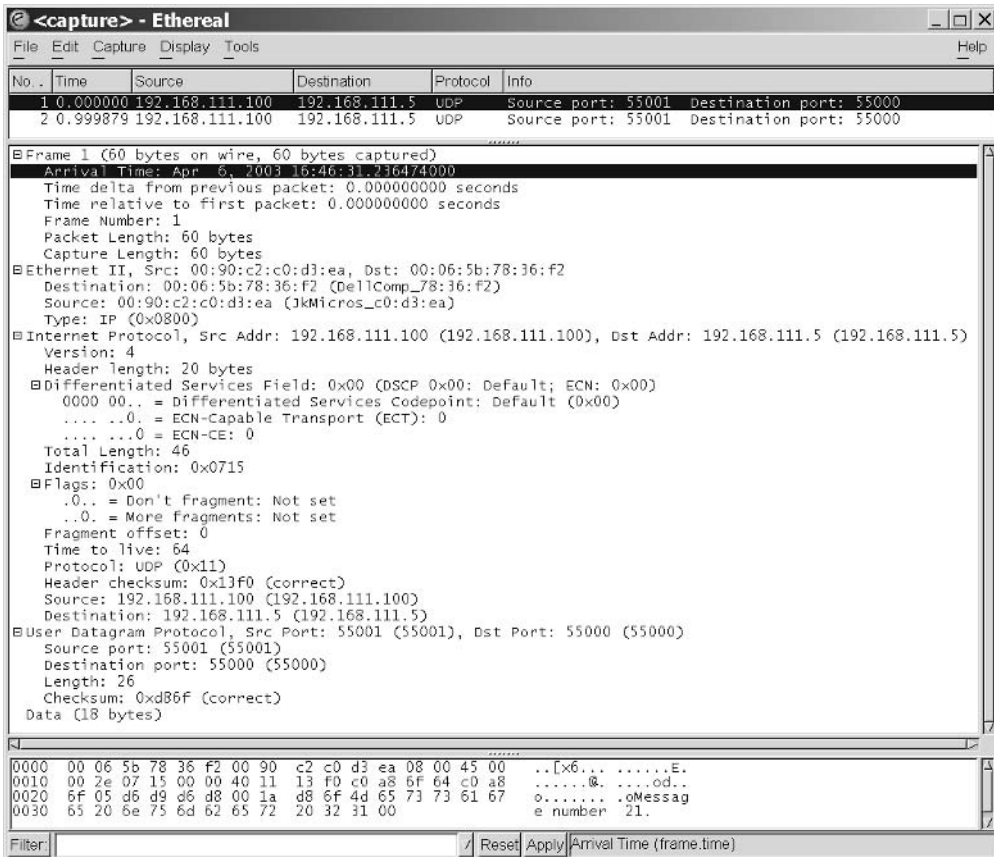 <capture> - Ethereal
File Edit Capture Display Tools Help
No. . Time Source Destination Protocol Info
1 0.000000 192.168.111.100 192.168.111.5 UDP Source port: 55001 Destination port: 55000
2 0.999879 192.168.111.100 192.168.111.5 UDP Source port: 55001 Destination port: 55000
Frame 1 (60 bytes on wire, 60 bytes captured)
Arrival Time: Apr 6, 2003 16:46:31.236474000
Time delta from previous packet: 0.000000000 seconds
Time relative to first packet: 0.000000000 seconds
Frame Number: 1
Packet Length: 60 bytes
Capture Length: 60 bytes
Ethernet II, Src: 00:90:c2:c0:d3:ea, Dst: 00:06:5b:78:36:f2
Destination: 00:06:5b:78:36:f2 (DellComp_78:36:f2)
Source: 00:90:c2:c0:d3:ea (JkMicros_c0:d3:ea)
Type: IP (0x0800)
Internet Protocol, Src Addr: 192.168.111.100 (192.168.111.100), Dst Addr: 192.168.111.5 (192.168.111.5)
Version: 4
Header length: 20 bytes
Differentiated Services Field: 0x00 (DSCP 0x00: Default; ECN: 0x00)
0000 00.. = Differentiated Services Codepoint: Default (0x00)
.... ..0. = ECN-Capable Transport (ECT): 0
.... ...0 = ECN-CE: 0
Total Length: 46
Identification: 0x0715
Flags: 0x00
.0.. = Don't fragment: Not set
..0. = More fragments: Not set
Fragment offset: 0
Time to live: 64
Protocol: UDP (0x11)
Header checksum: 0x13f0 (correct)
Source: 192.168.111.100 (192.168.111.100)
Destination: 192.168.111.5 (192.168.111.5)
User Datagram Protocol, Src Port: 55001 (55001), Dst Port: 55000 (55000)
Source port: 55001 (55001)
Destination port: 55000 (55000)
Length: 26
Checksum: 0xd86f (correct)
Data (18 bytes)
0000 00 06 5b 78 36 f2 00 90 c2 c0 d3 ea 08 00 45 00 ..[x6... ......E.
0010 00 2e 07 15 00 00 40 11 13 f0 c0 a8 6f 64 c0 a8 ......@. ....od..
0020 6f 05 d6 d9 d6 d8 00 1a d8 6f 4d 65 73 73 61 67 o....... .oMessag
0030 65 20 6e 75 6d 62 65 72 20 32 31 00 e number 21.
Filter: / Reset Apply Arrival Time (frame.time)